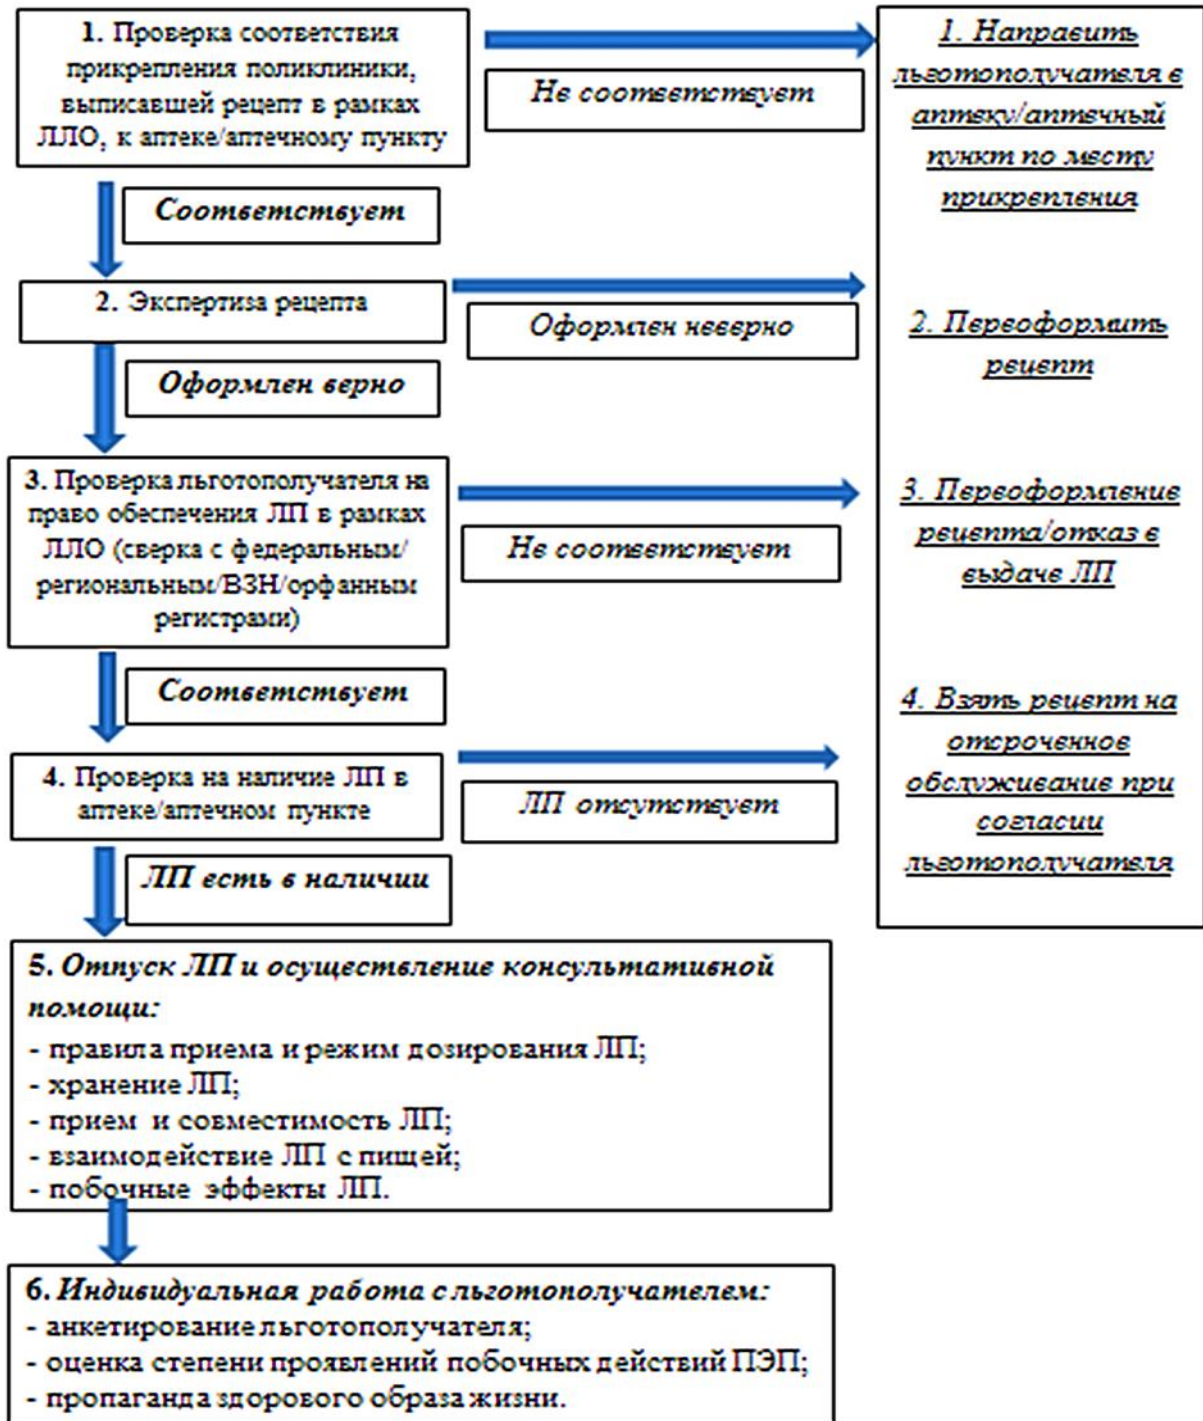 1. Проверка соответствия
прикрепления поликлиники,
выписавшей рецепт в рамках
ЛЛО, к аптеке/аптечному пункту
Не соответствует
1. Направить
льготополучателя в
аптеку/аптечный
пункт по месту
прикрепления
Соответствует
2. Экспертиза рецепта
Оформлен неверно
2. Переоформить
рецепт
Оформлен верно
3. Проверка льготополучателя на
право обеспечения ЛП в рамках
ЛЛО (сверка с федеральным/
региональным/ВЗН/орфанным
регистрами)
Не соответствует
3. Переоформление
рецепта/отказ в
выдаче ЛП
Соответствует
4. Проверка на наличие ЛП в
аптеке/аптечном пункте
ЛП отсутствует
4. Взять рецепт на
отсроченное
обслуживание при
согласии
льготополучателя
ЛП есть в наличии
5. Отпуск ЛП и осуществление консультативной
помощи:
- правила приема и режим дозирования ЛП;
- хранение ЛП;
- прием и совместимость ЛП;
- взаимодействие ЛП с пищей;
- побочные эффекты ЛП.
6. Индивидуальная работа с льготополучателем:
- анкетирование льготополучателя;
- оценка степени проявлений побочных действий ПЭП;
- пропаганда здорового образа жизни.